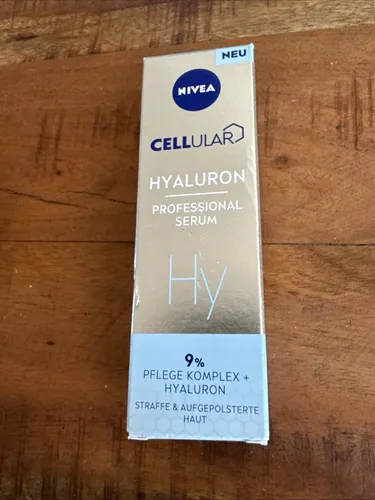 NEU
NIVEA
CELLULAR
HYALURON
PROFESSIONAL
SERUM
Hy
9%
PFLEGE KOMPLEX +
HYALURON
STRAFFE & AUFGEPOLSTERTE
HAUT